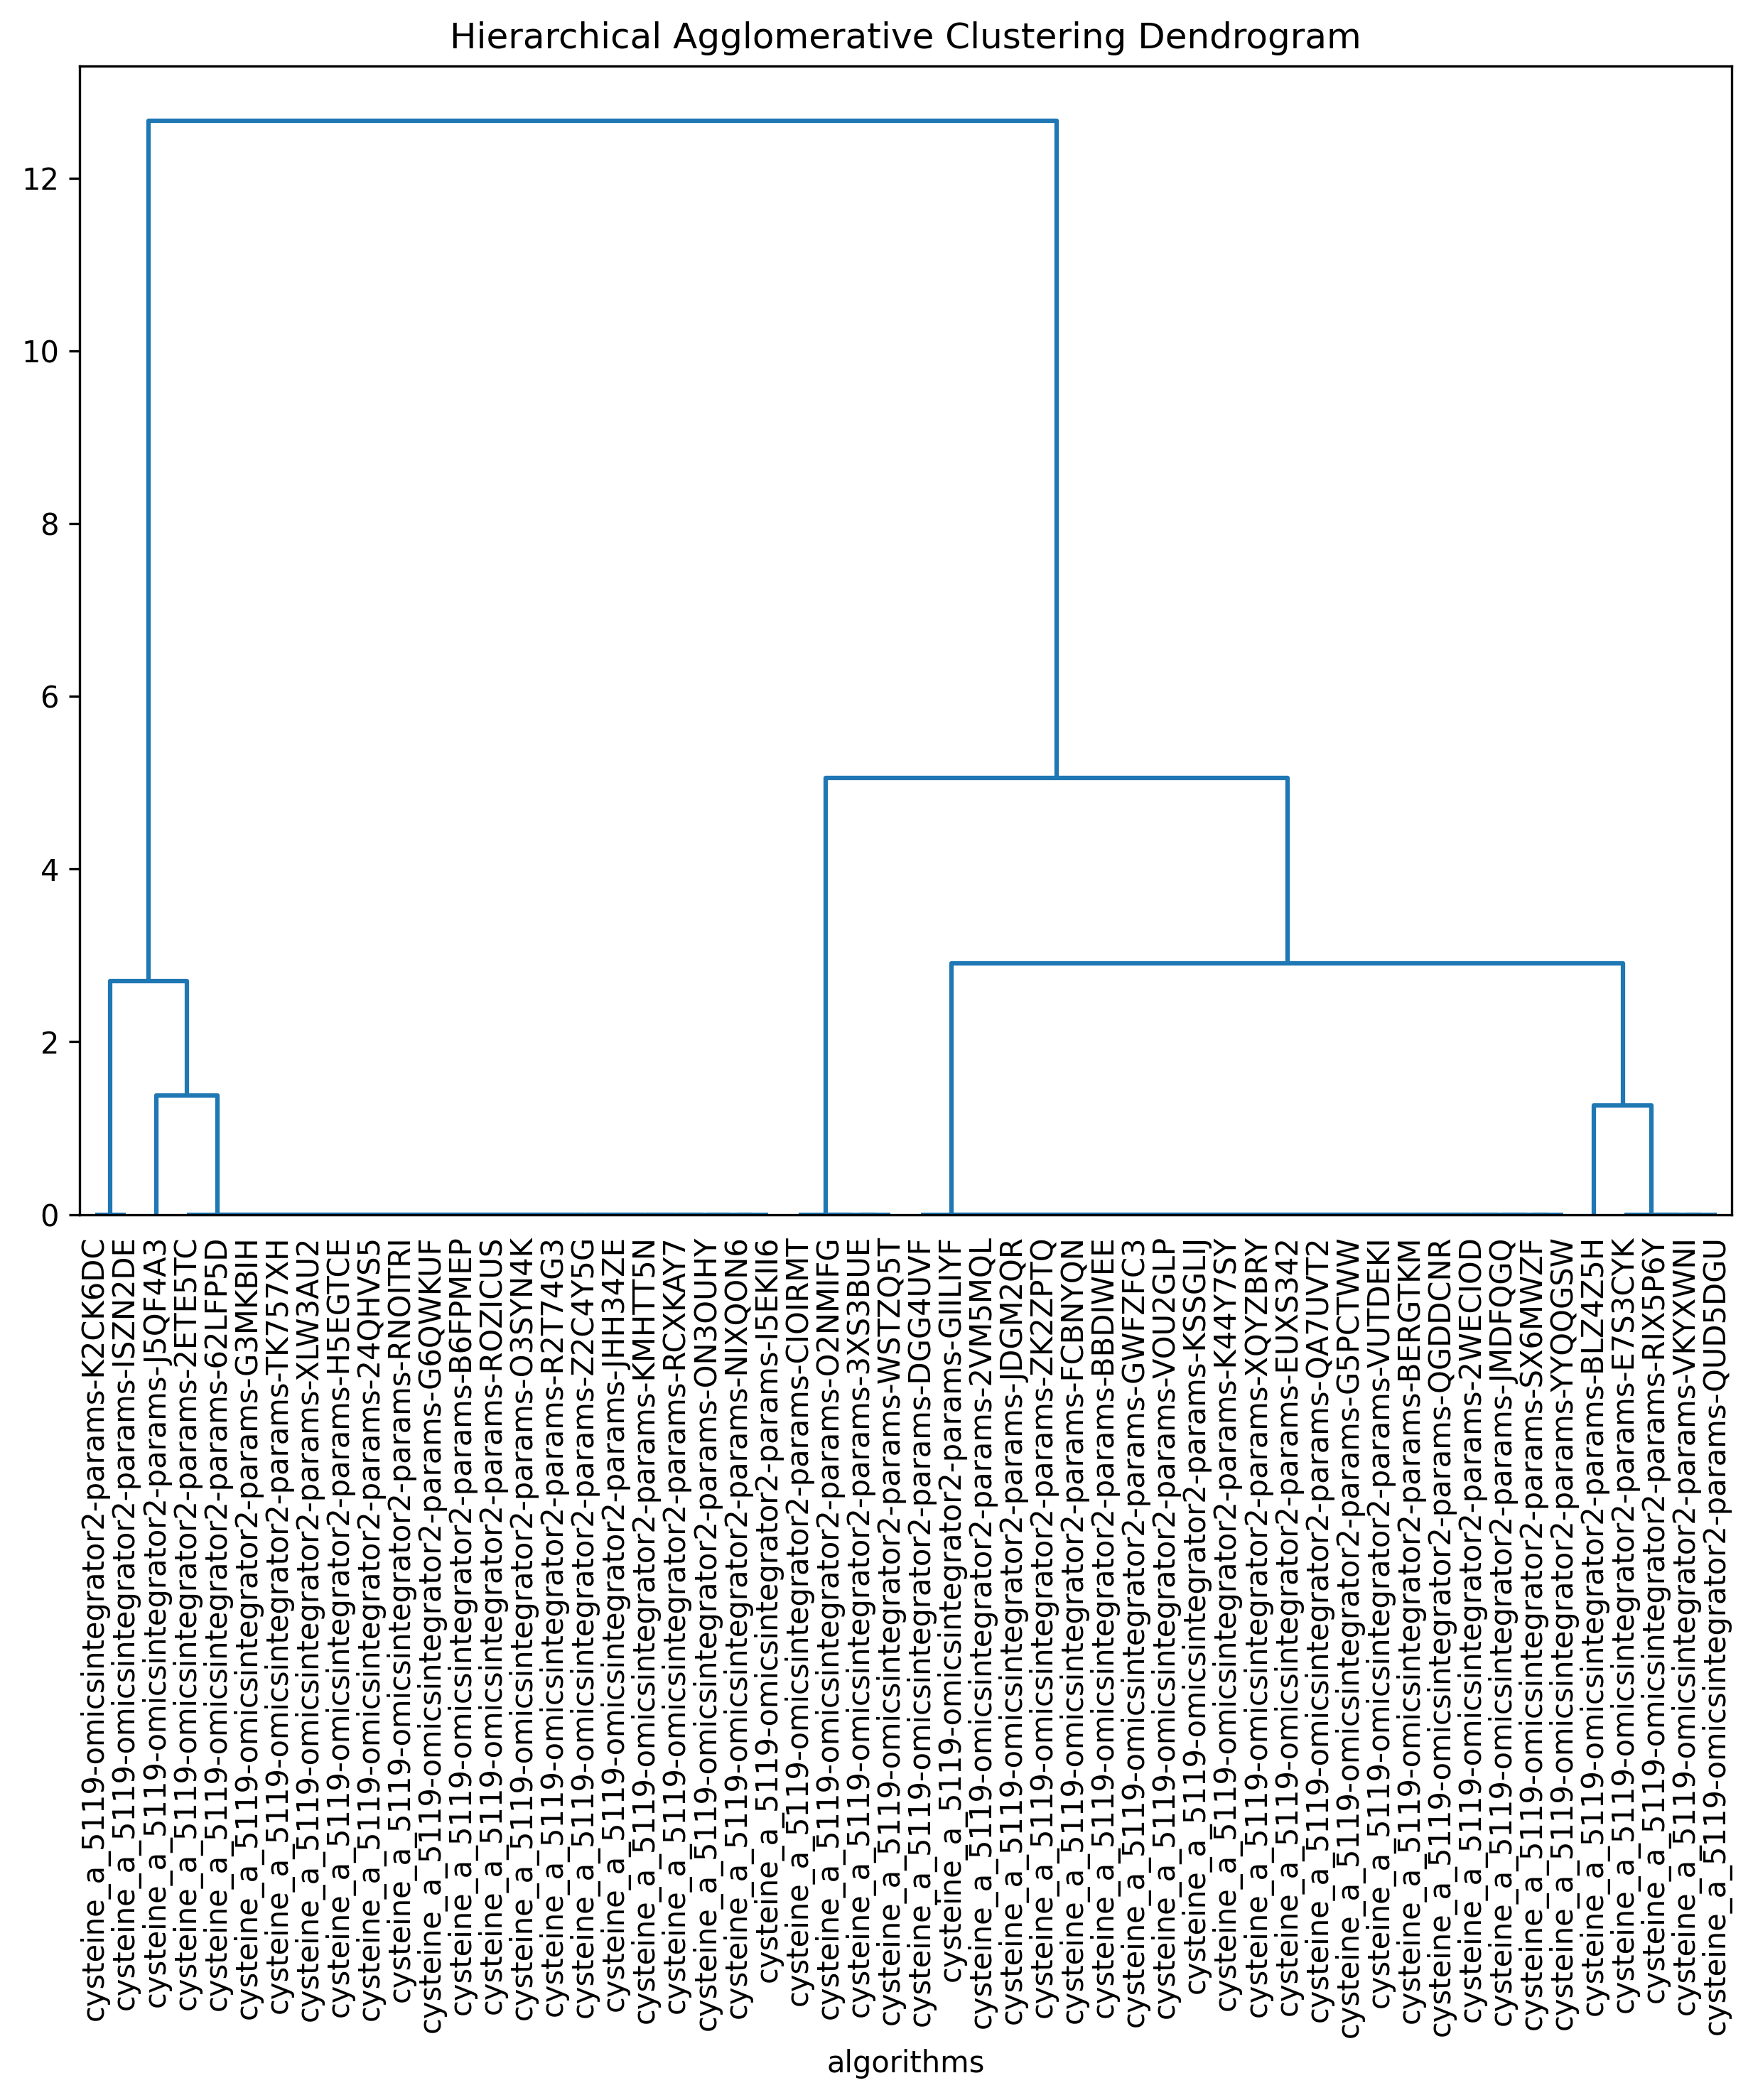 Hierarchical Agglomerative Clustering Dendrogram
12
10
8
6
4
2
0
cysteine_a_5119-omicsintegrator2-params-K2CK6DC
cysteine_a_5119-omicsintegrator2-params-ISZN2DE
cysteine_a_5119-omicsintegrator2-params-J5QF4A3
cysteine_a_5119-omicsintegrator2-params-2ETE5TC
cysteine_a_5119-omicsintegrator2-params-62LFP5D
cysteine_a_5119-omicsintegrator2-params-G3MKBIH
cysteine_a_5119-omicsintegrator2-params-TK757XH
cysteine_a_5119-omicsintegrator2-params-XLW3AU2
cysteine_a_5119-omicsintegrator2-params-H5EGTCE
cysteine_a_5119-omicsintegrator2-params-24QHVS5
cysteine_a_5119-omicsintegrator2-params-RNOITRI
cysteine_a_5119-omicsintegrator2-params-G6QWKUF
cysteine_a_5119-omicsintegrator2-params-B6FPMEP
cysteine_a_5119-omicsintegrator2-params-ROZICUS
cysteine_a_5119-omicsintegrator2-params-O3SYN4K
cysteine_a_5119-omicsintegrator2-params-R2T74G3
cysteine_a_5119-omicsintegrator2-params-Z2C4Y5G
cysteine_a_5119-omicsintegrator2-params-JHH34ZE
cysteine_a_5119-omicsintegrator2-params-KMHTT5N
cysteine_a_5119-omicsintegrator2-params-RCXKAY7
cysteine_a_5119-omicsintegrator2-params-ON3OUHY
cysteine_a_5119-omicsintegrator2-params-NIXQON6
cysteine_a_5119-omicsintegrator2-params-I5EKII6
cysteine_a_5119-omicsintegrator2-params-CIOIRMT
cysteine_a_5119-omicsintegrator2-params-O2NMIFG
cysteine_a_5119-omicsintegrator2-params-3XS3BUE
cysteine_a_5119-omicsintegrator2-params-WSTZQ5T
cysteine_a_5119-omicsintegrator2-params-DGG4UVF
cysteine_a_5119-omicsintegrator2-params-GIILIYF
cysteine_a_5119-omicsintegrator2-params-2VM5MQL
cysteine_a_5119-omicsintegrator2-params-JDGM2QR
cysteine_a_5119-omicsintegrator2-params-ZK2ZPTQ
cysteine_a_5119-omicsintegrator2-params-FCBNYQN
cysteine_a_5119-omicsintegrator2-params-BBDIWEE
cysteine_a_5119-omicsintegrator2-params-GWFZFC3
cysteine_a_5119-omicsintegrator2-params-VOU2GLP
cysteine_a_5119-omicsintegrator2-params-KSSGLIJ
cysteine_a_5119-omicsintegrator2-params-K44Y7SY
cysteine_a_5119-omicsintegrator2-params-XQYZBRY
cysteine_a_5119-omicsintegrator2-params-EUXS342
cysteine_a_5119-omicsintegrator2-params-QA7UVT2
cysteine_a_5119-omicsintegrator2-params-G5PCTWW
cysteine_a_5119-omicsintegrator2-params-VUTDEKI
cysteine_a_5119-omicsintegrator2-params-BERGTKM
cysteine_a_5119-omicsintegrator2-params-QGDDCNR
cysteine_a_5119-omicsintegrator2-params-2WECIOD
cysteine_a_5119-omicsintegrator2-params-JMDFQGQ
cysteine_a_5119-omicsintegrator2-params-SX6MWZF
cysteine_a_5119-omicsintegrator2-params-YYQQGSW
cysteine_a_5119-omicsintegrator2-params-BLZ4Z5H
cysteine_a_5119-omicsintegrator2-params-E7S3CYK
cysteine_a_5119-omicsintegrator2-params-RIX5P6Y
cysteine_a_5119-omicsintegrator2-params-VKYXWNI
cysteine_a_5119-omicsintegrator2-params-QUD5DGU
algorithms